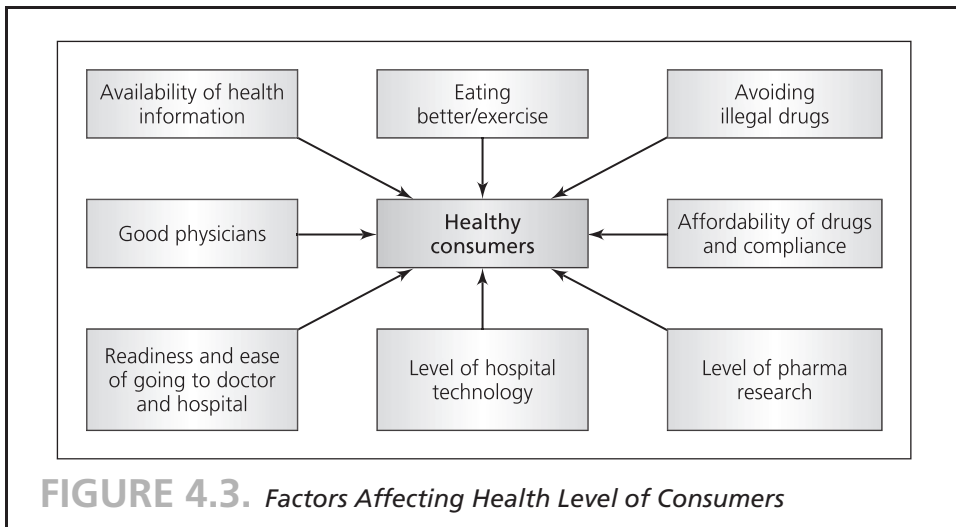 Availability of health
information
Eating
better/exercise
Avoiding
illegal drugs
Good physicians
Healthy
consumers
Affordability of drugs
and compliance
Readiness and ease
of going to doctor
and hospital
Level of hospital
technology
Level of pharma
research
FIGURE 4.3. Factors Affecting Health Level of Consumers